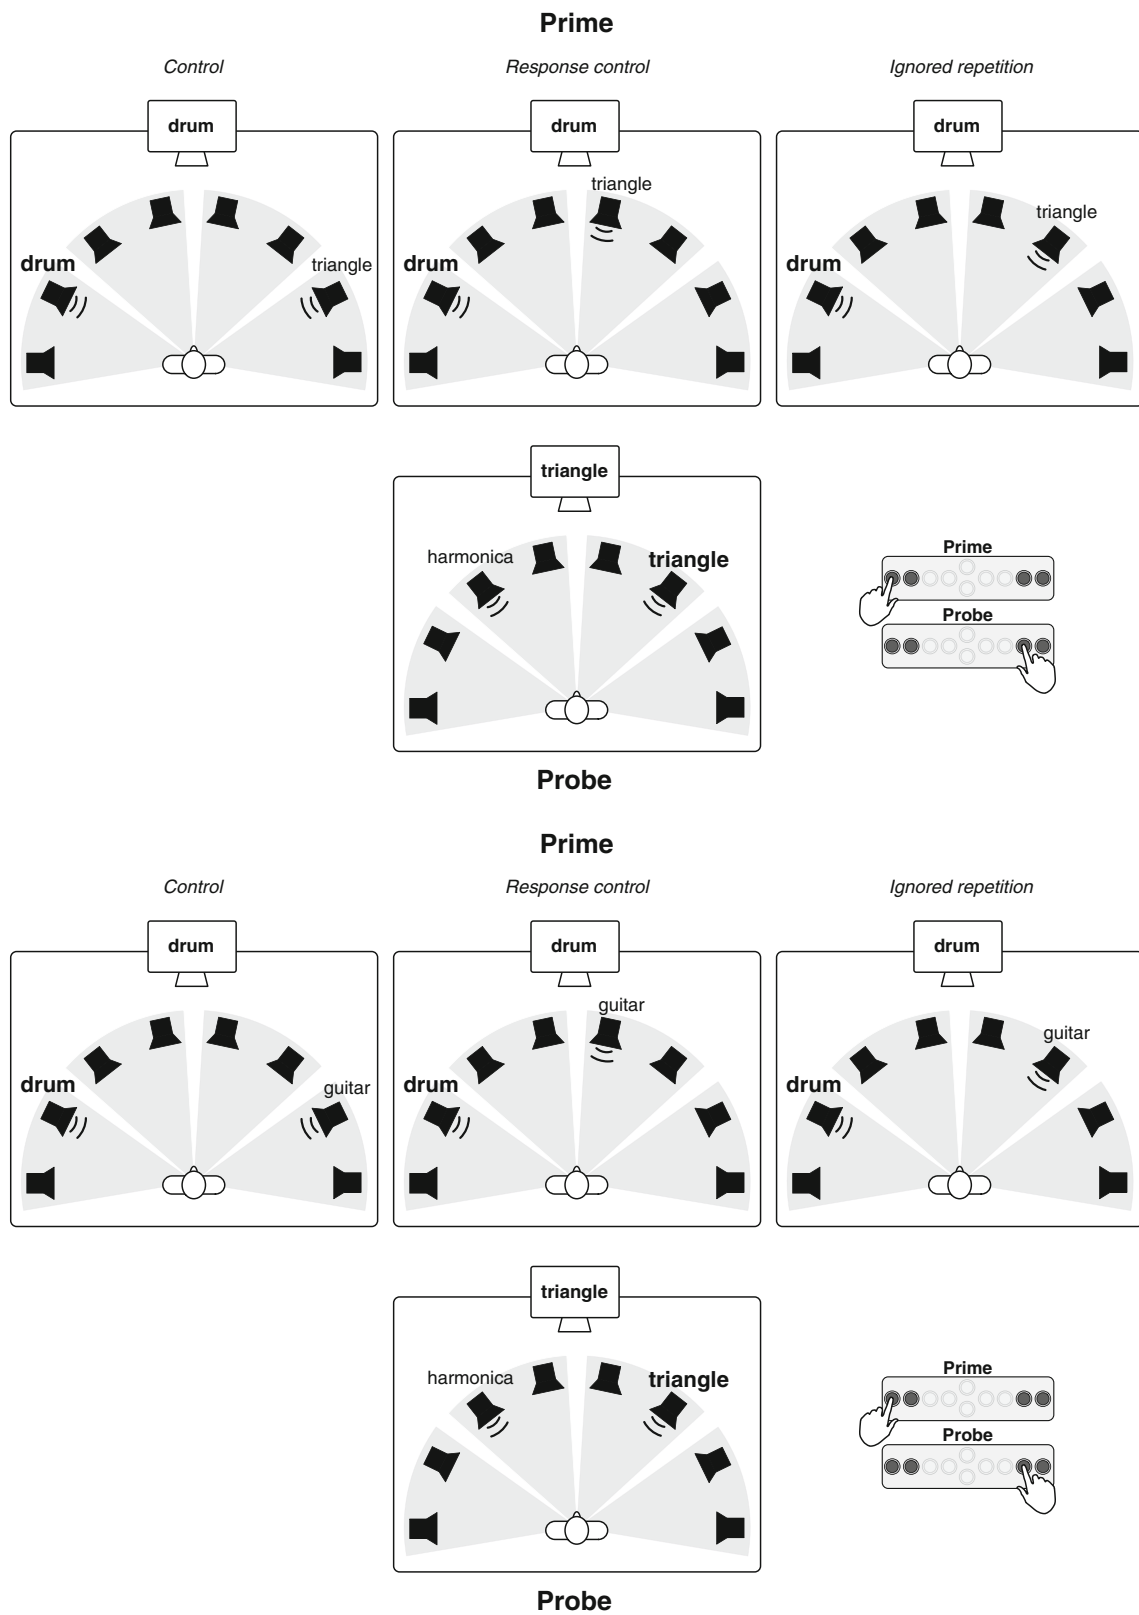 Prime
Control Response control Ignored repetition
drum drum drum
triangle
triangle
drum triangle drum drum
triangle
harmonica triangle
Prime
Probe
Probe
Prime
Control Response control Ignored repetition
drum drum drum
guitar
guitar
drum guitar drum drum
triangle
harmonica triangle
Prime
Probe
Probe